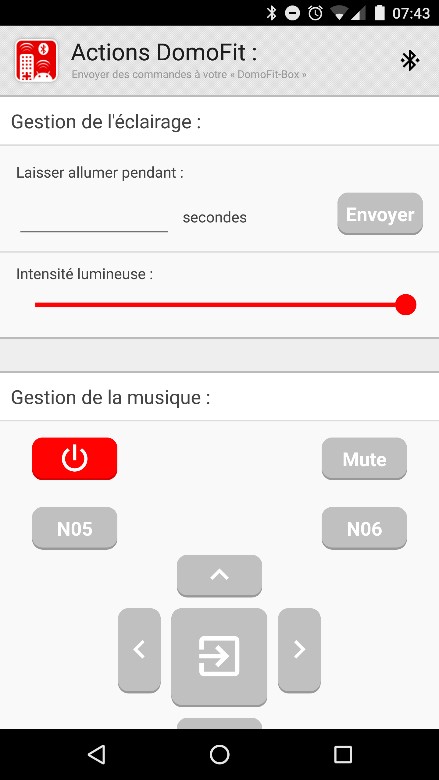 07:43
Actions DomoFit :
Envoyer des commandes à votre « DomoFit-Box »
Gestion de l'éclairage :
Laisser allumer pendant :
secondes
Envoyer
Intensité lumineuse :
Gestion de la musique :
Mute
N05
N06